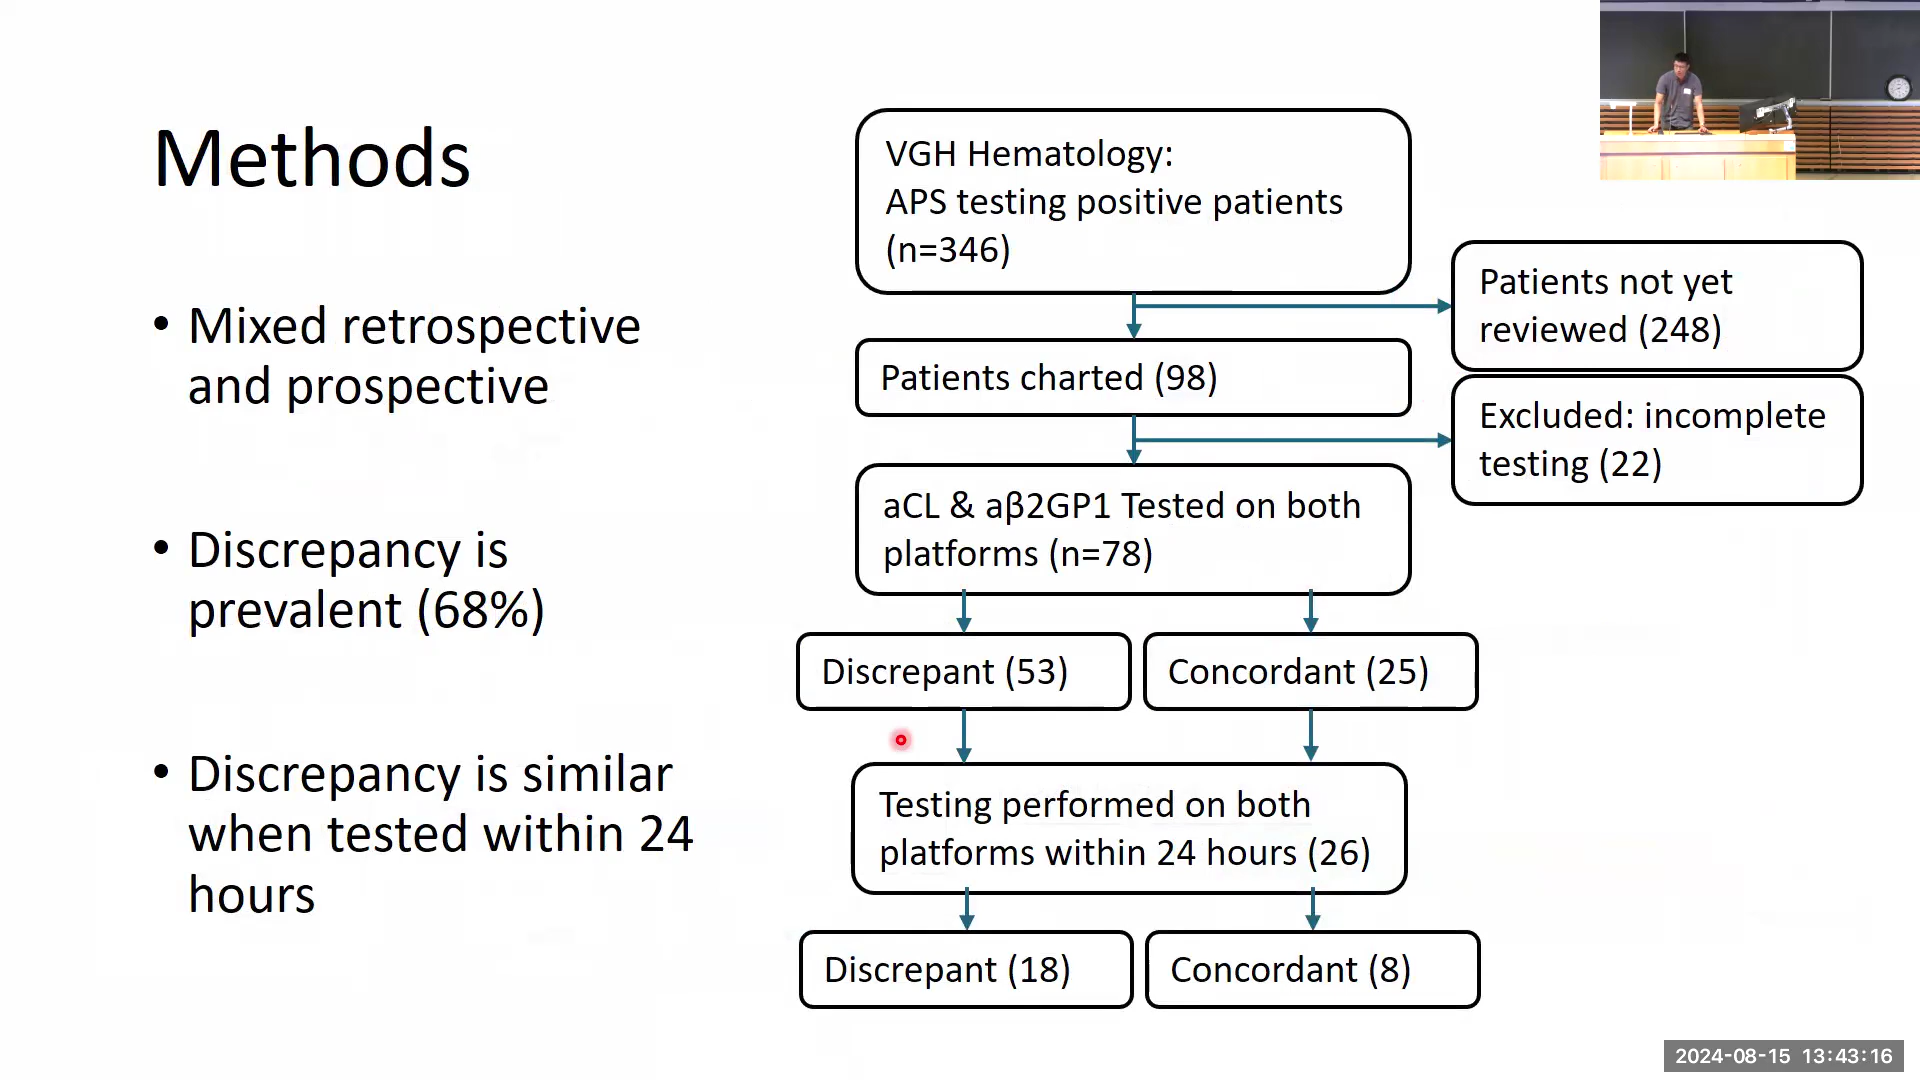 Methods
• Mixed retrospective
and prospective
• Discrepancy is
prevalent (68%)
• Discrepancy is similar
when tested within 24
hours
VGH Hematology:
APS testing positive patients
(n=346)
Patients not yet
reviewed (248)
Patients charted (98)
Excluded: incomplete
testing (22)
aCL & aβ2GP1 Tested on both
platforms (n=78)
Discrepant (53)
Concordant (25)
Testing performed on both
platforms within 24 hours (26)
Discrepant (18)
Concordant (8)
2024-08-15 13:43:16